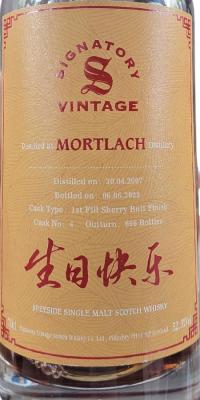 SIGNATORY
S
VINTAGE
Distilled at MORTLACH Distillery
Distilled on: 30.04.2007
Bottled on: 06.06.2023
Cask Type: 1st Fill Sherry Butt Finish
Cask No: 4 Outturn: 666 Bottles
生日快乐
SPEYSIDE SINGLE MALT SCOTCH WHISKY